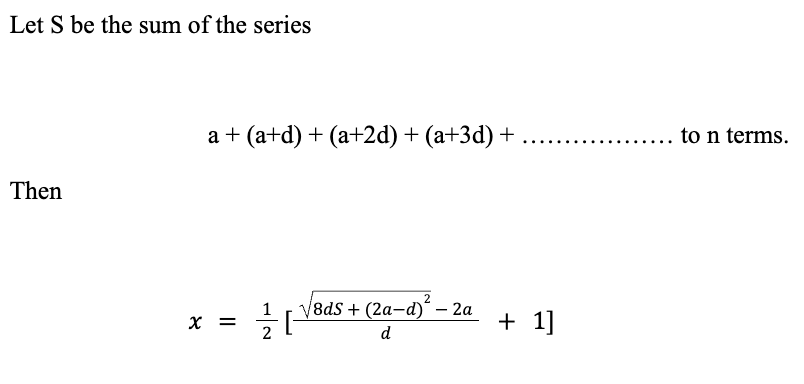 Let S be the sum of the series
a + (a+d) + (a+2d) + (a+3d) + .................. to n terms.
Then
x = 1/2 [ (√(8dS + (2a−d)²) − 2a) / d + 1]